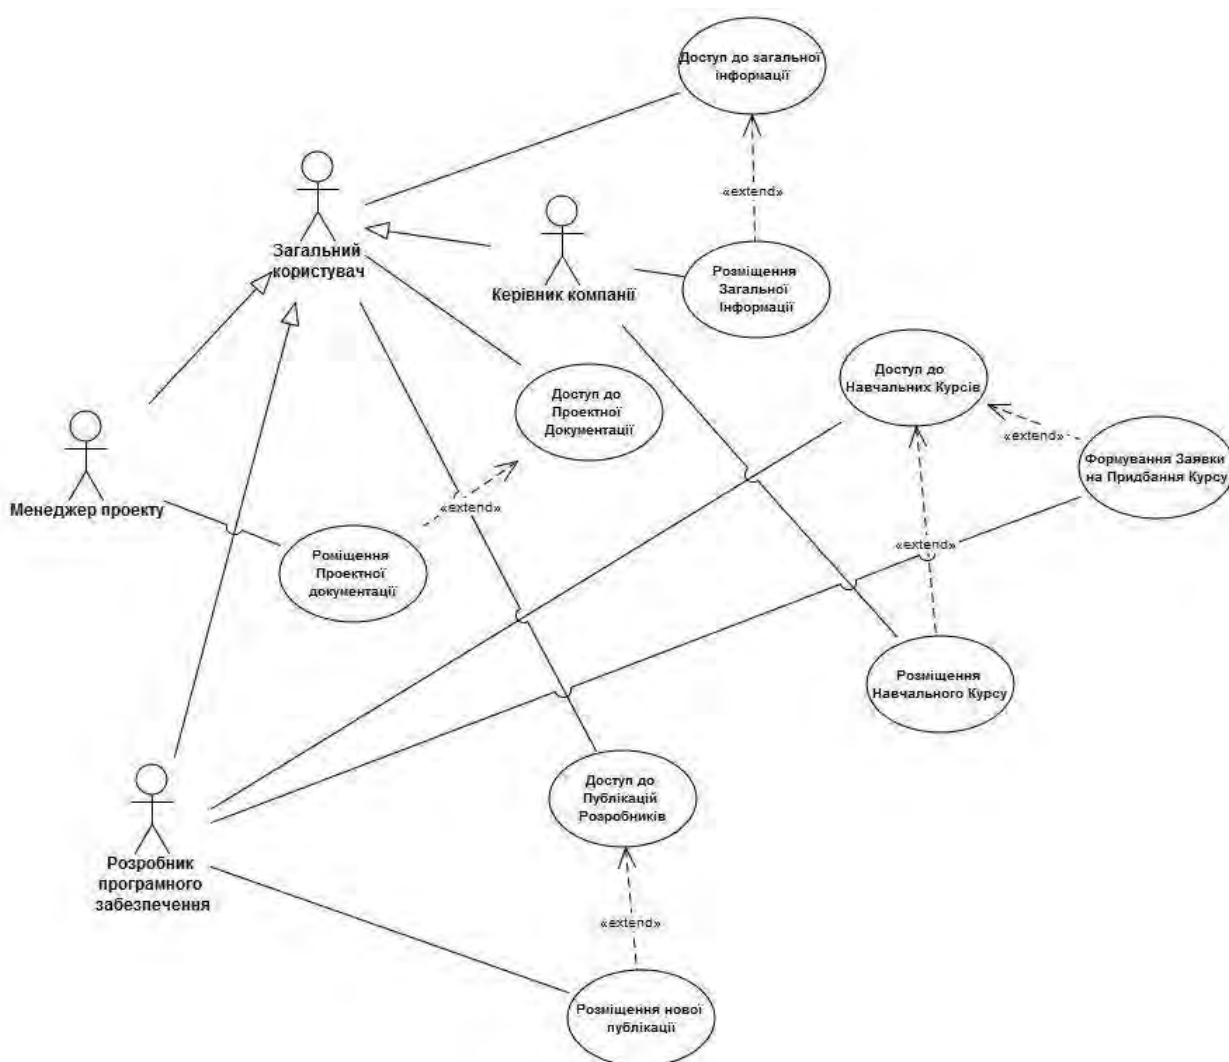 Доступ до загальної
інформації
«extend»
Загальний
користувач
Керівник компанії
Розміщення
Загальної
Інформації
Доступ до
Навчальних Курсів
Доступ до
Проектної
Документації
«extend»
Формування Заявки
на Придбання Курсу
Менеджер проекту
«extend»
Роміщення
Проектної
документації
«extend»
Розміщення
Навчального Курсу
Доступ до
Публікацій
Розробників
Розробник
програмного
забезпечення
«extend»
Розміщення нової
публікації